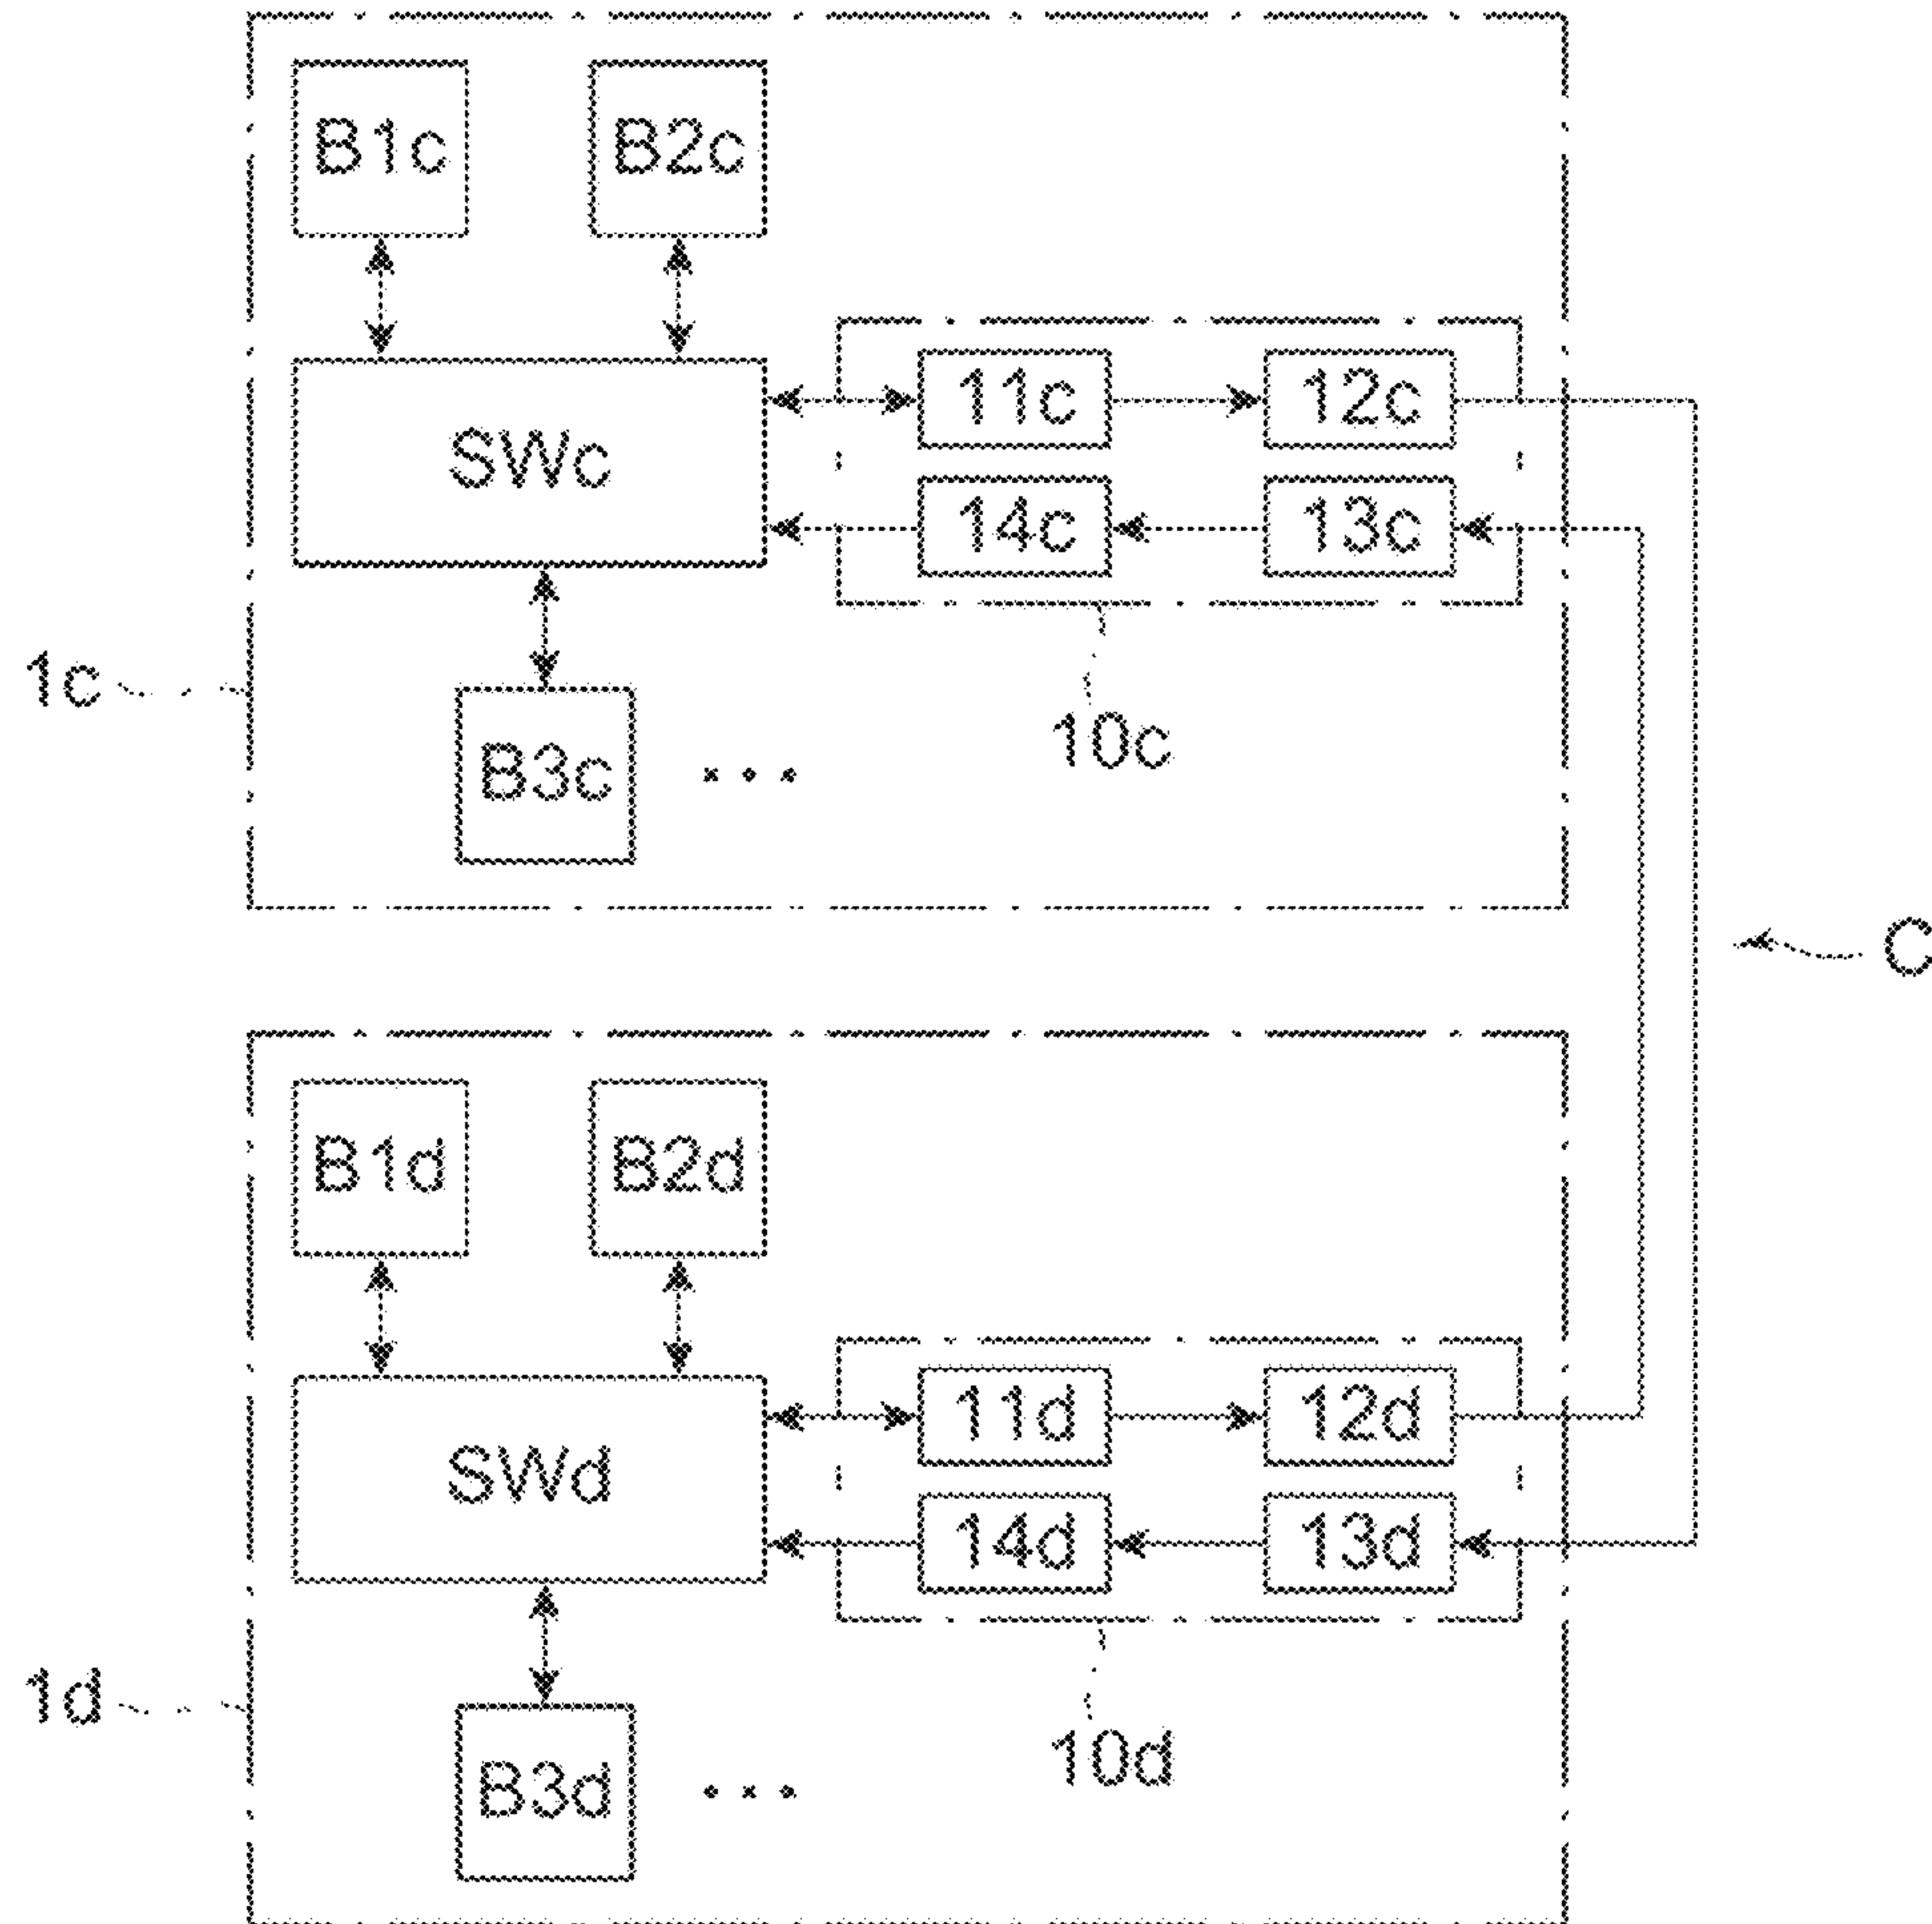 B1c B2c
11c 12c
SWc
14c 13c
1c
10c
B3c ...
C
B1d B2d
11d 12d
SWd
14d 13d
1d
10d
B3d ...